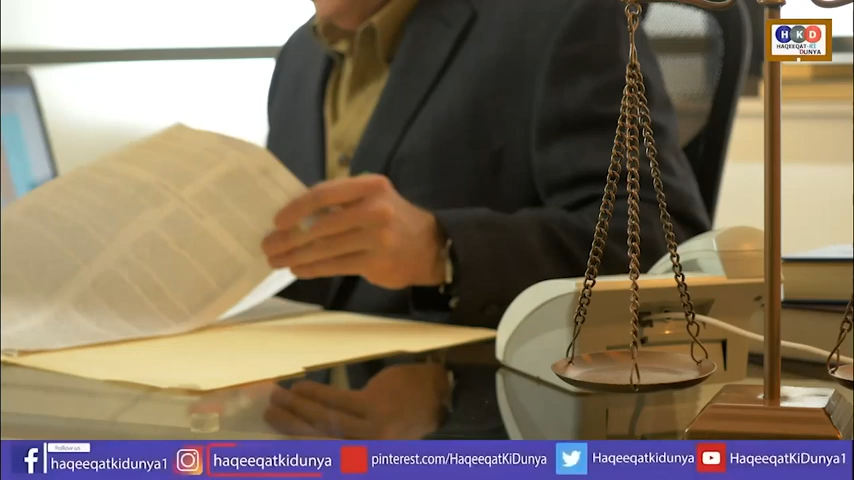 HKD
HAQEEQAT-KI
DUNYA
Follow us
haqeeqatkidunya1
haqeeqatkidunya
pinterest.com/HaqeeqatKiDunya
Haqeeqatkidunya
HaqeeqatKiDunya1